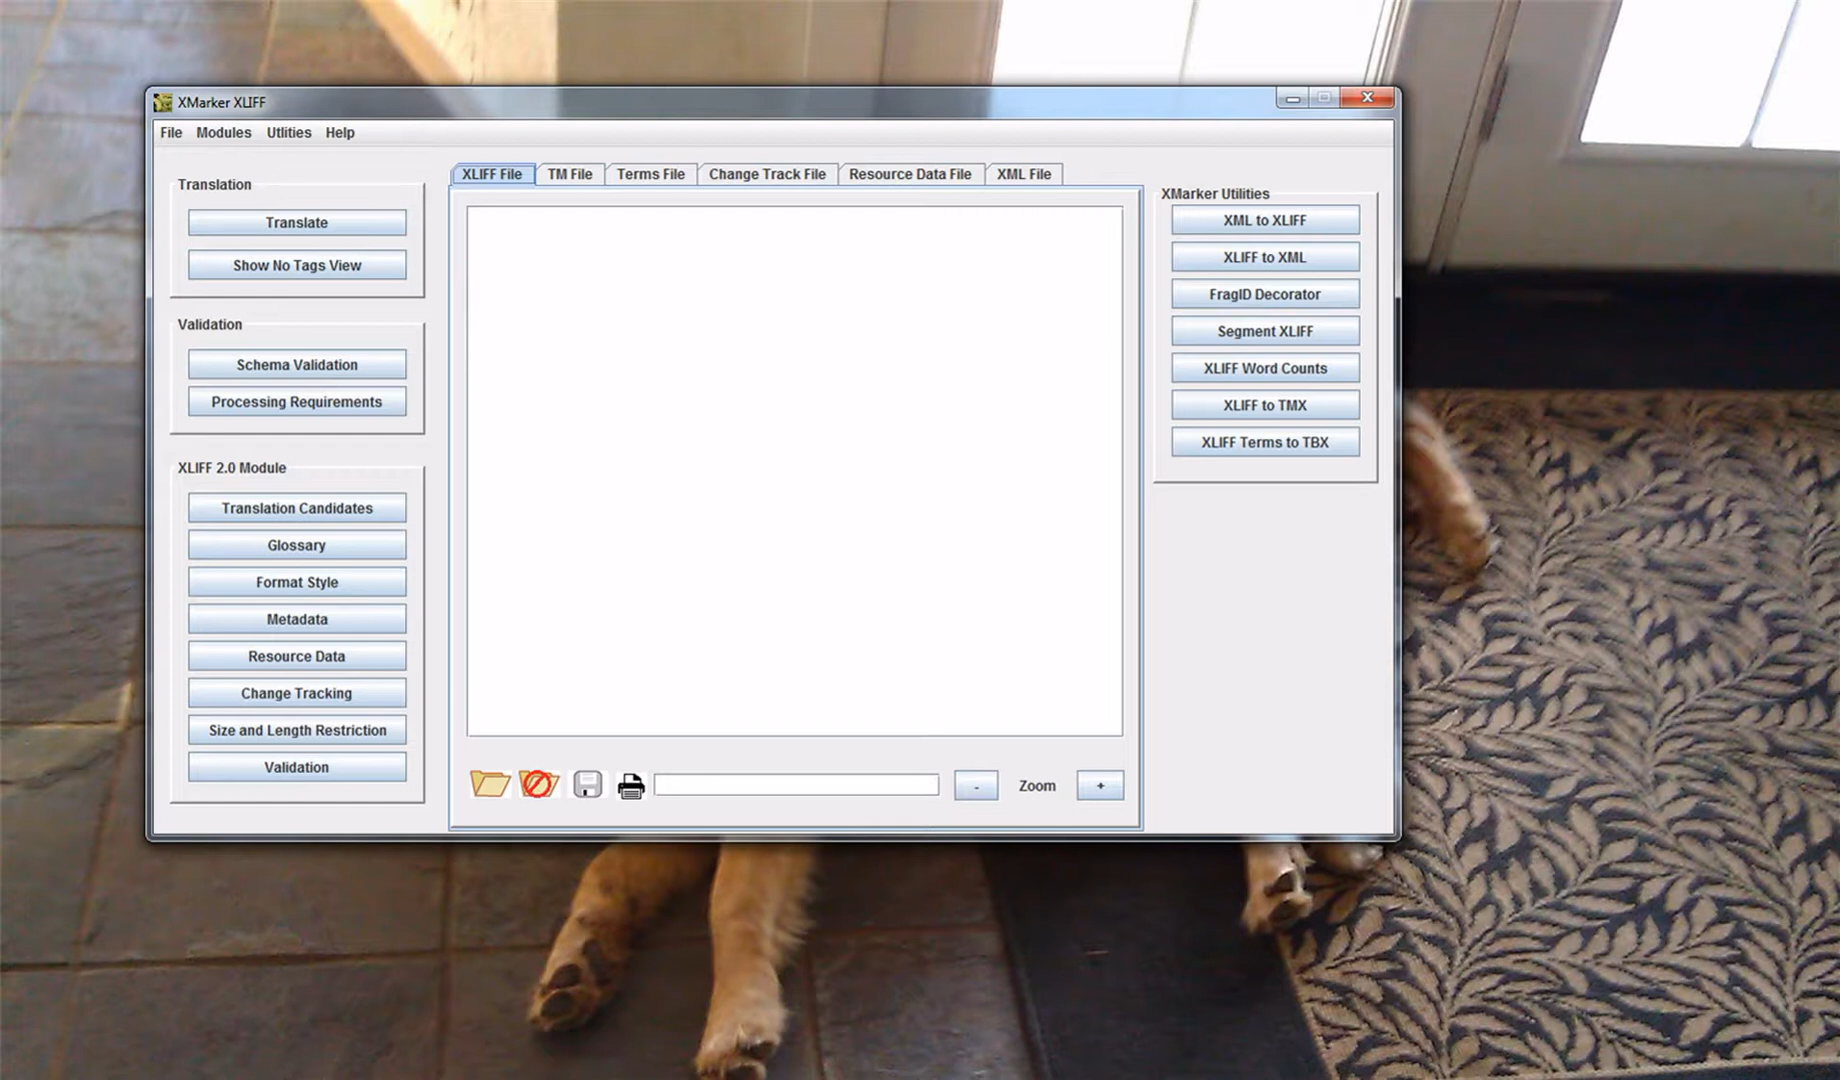 XMarker XLIFF
File Modules Utlities Help
Translation
Translate
Show No Tags View
Validation
Schema Validation
Processing Requirements
XLIFF 2.0 Module
Translation Candidates
Glossary
Format Style
Metadata
Resource Data
Change Tracking
Size and Length Restriction
Validation
XLIFF File TM File Terms File Change Track File Resource Data File XML File
- Zoom +
XMarker Utilities
XML to XLIFF
XLIFF to XML
FragID Decorator
Segment XLIFF
XLIFF Word Counts
XLIFF to TMX
XLIFF Terms to TBX